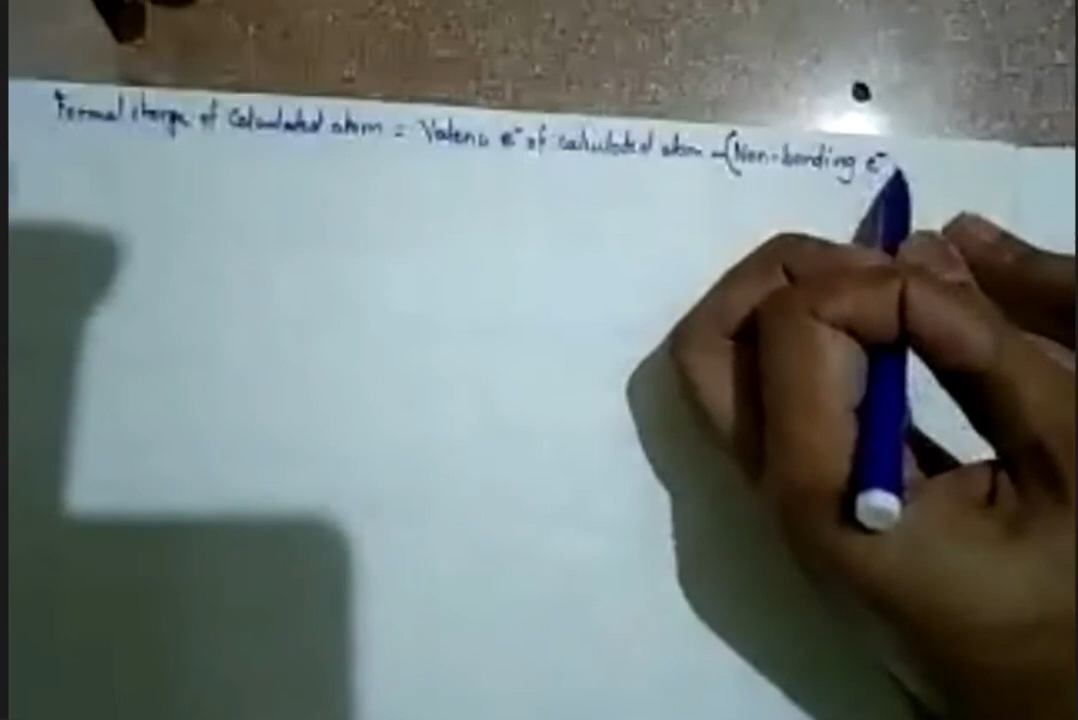 Formal charge of Calculated atom = Valence e⁻ of calculated atom - (Non-bonding e⁻